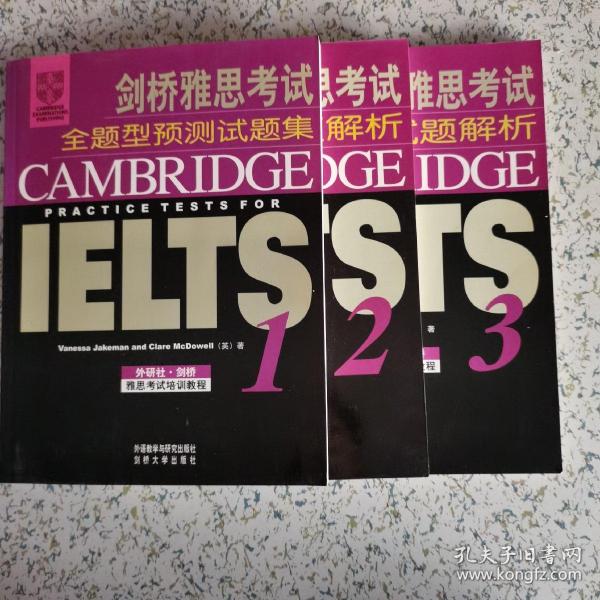 CAMBRIDGE
EXAMINATIONS
PUBLISHING
剑桥雅思考试
全题型预测试题集
CAMBRIDGE
PRACTICE TESTS FOR
IELTS
1
Vanessa Jakeman and Clare McDowell (英) 著
外研社·剑桥
雅思考试培训教程
外语教学与研究出版社
剑桥大学出版社
思考试
解析
DGE
TS
2
雅思考试
题解析
IDGE
TS
著
程
3
孔夫子旧书网
www.kongfz.com